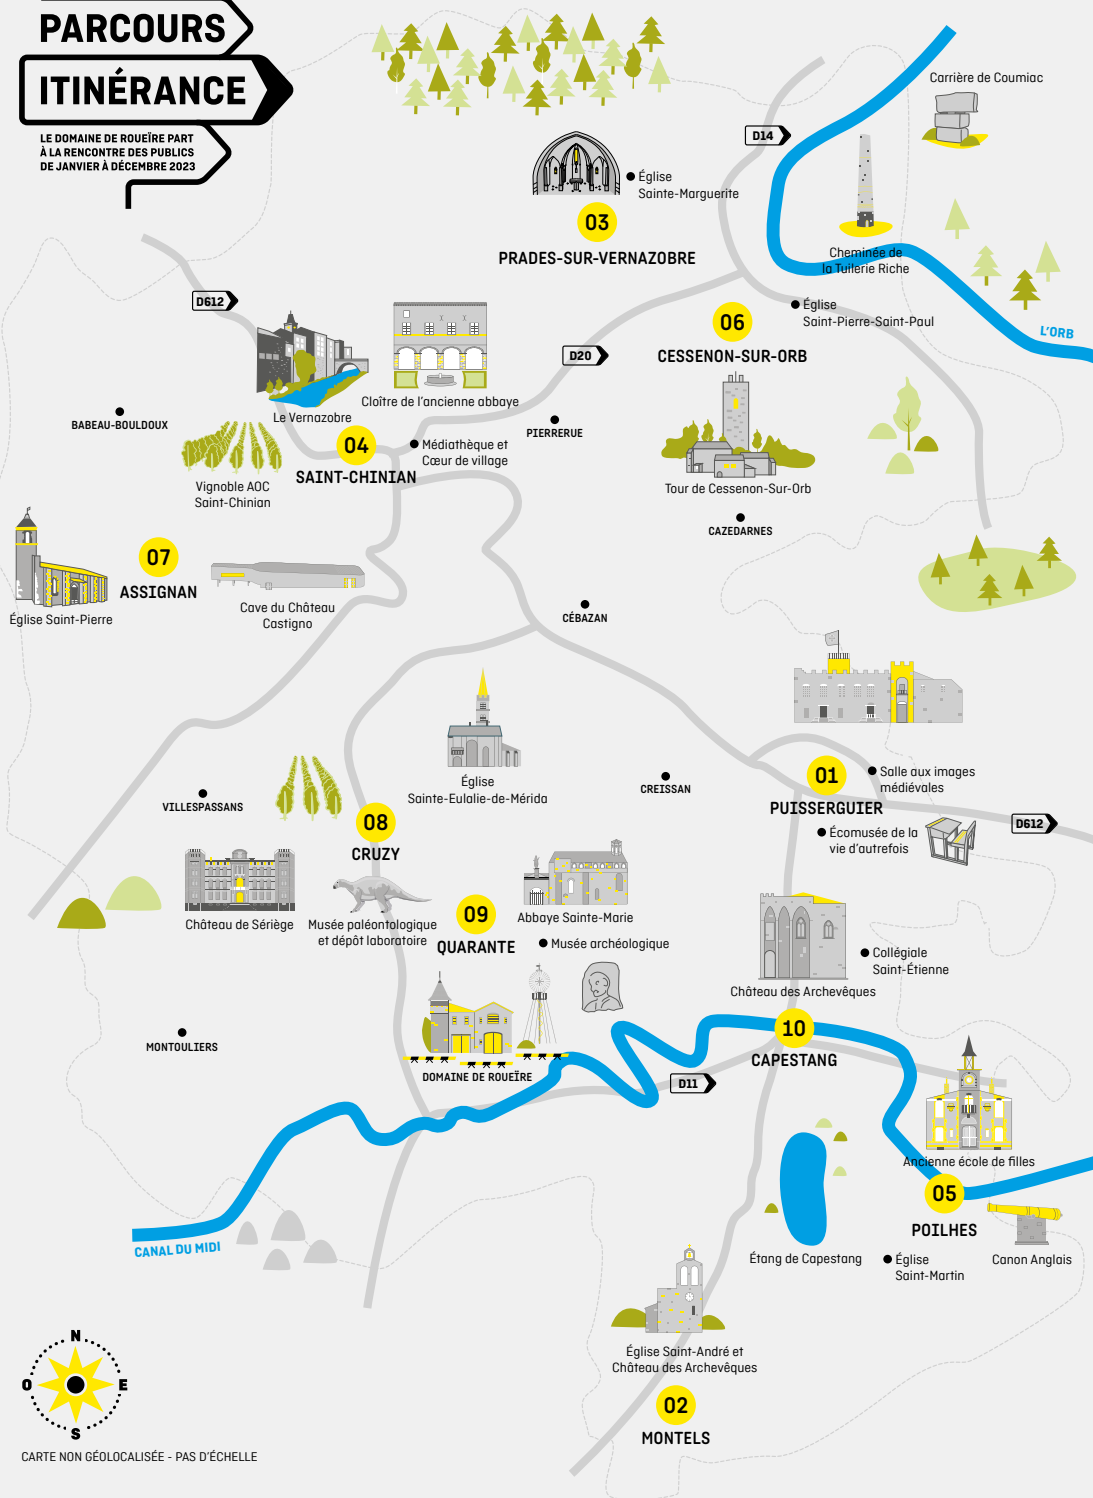 PARCOURS
ITINÉRANCE
LE DOMAINE DE ROUEÏRE PART
À LA RENCONTRE DES PUBLICS
DE JANVIER À DÉCEMBRE 2023
Carrière de Coumiac
D14
Église
Sainte-Marguerite
03
PRADES-SUR-VERNAZOBRE
Cheminée de
la Tuilerie Riche
D612
Église
Saint-Pierre-Saint-Paul
06
CESSENON-SUR-ORB
L'ORB
D20
Cloître de l'ancienne abbaye
Le Vernazobre
BABEAU-BOULDOUX
PIERRERUE
04
Médiathèque et
Cœur de village
SAINT-CHINIAN
Vignoble AOC
Saint-Chinian
Tour de Cessenon-Sur-Orb
CAZEDARNES
07
ASSIGNAN
Église Saint-Pierre
Cave du Château
Castigno
CÉBAZAN
Église
Sainte-Eulalie-de-Mérida
CREISSAN
01
Salle aux images
médiévales
PUISSERGUIER
VILLESPASSANS
08
CRUZY
Écomusée de la
vie d'autrefois
D612
Château de Sériège
Musée paléontologique
et dépôt laboratoire
09
QUARANTE
Abbaye Sainte-Marie
Musée archéologique
Collégiale
Saint-Étienne
Château des Archevêques
10
CAPESTANG
MONTOULIERS
DOMAINE DE ROUEÏRE
D11
Ancienne école de filles
05
POILHES
CANAL DU MIDI
Étang de Capestang
Église
Saint-Martin
Canon Anglais
Église Saint-André et
Château des Archevêques
02
MONTELS
N
O
E
S
CARTE NON GÉOLOCALISÉE - PAS D'ÉCHELLE